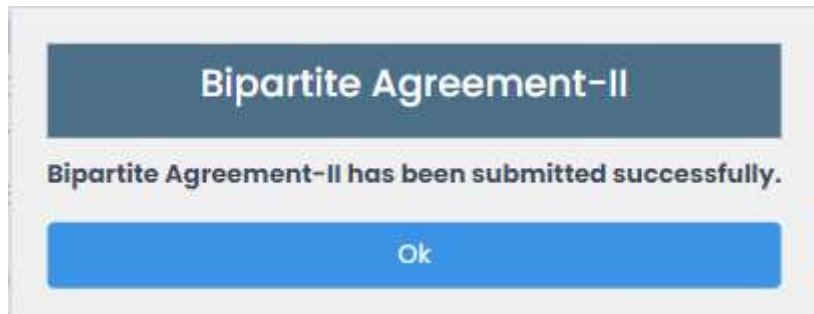 Bipartite Agreement-II
Bipartite Agreement-II has been submitted successfully.
Ok